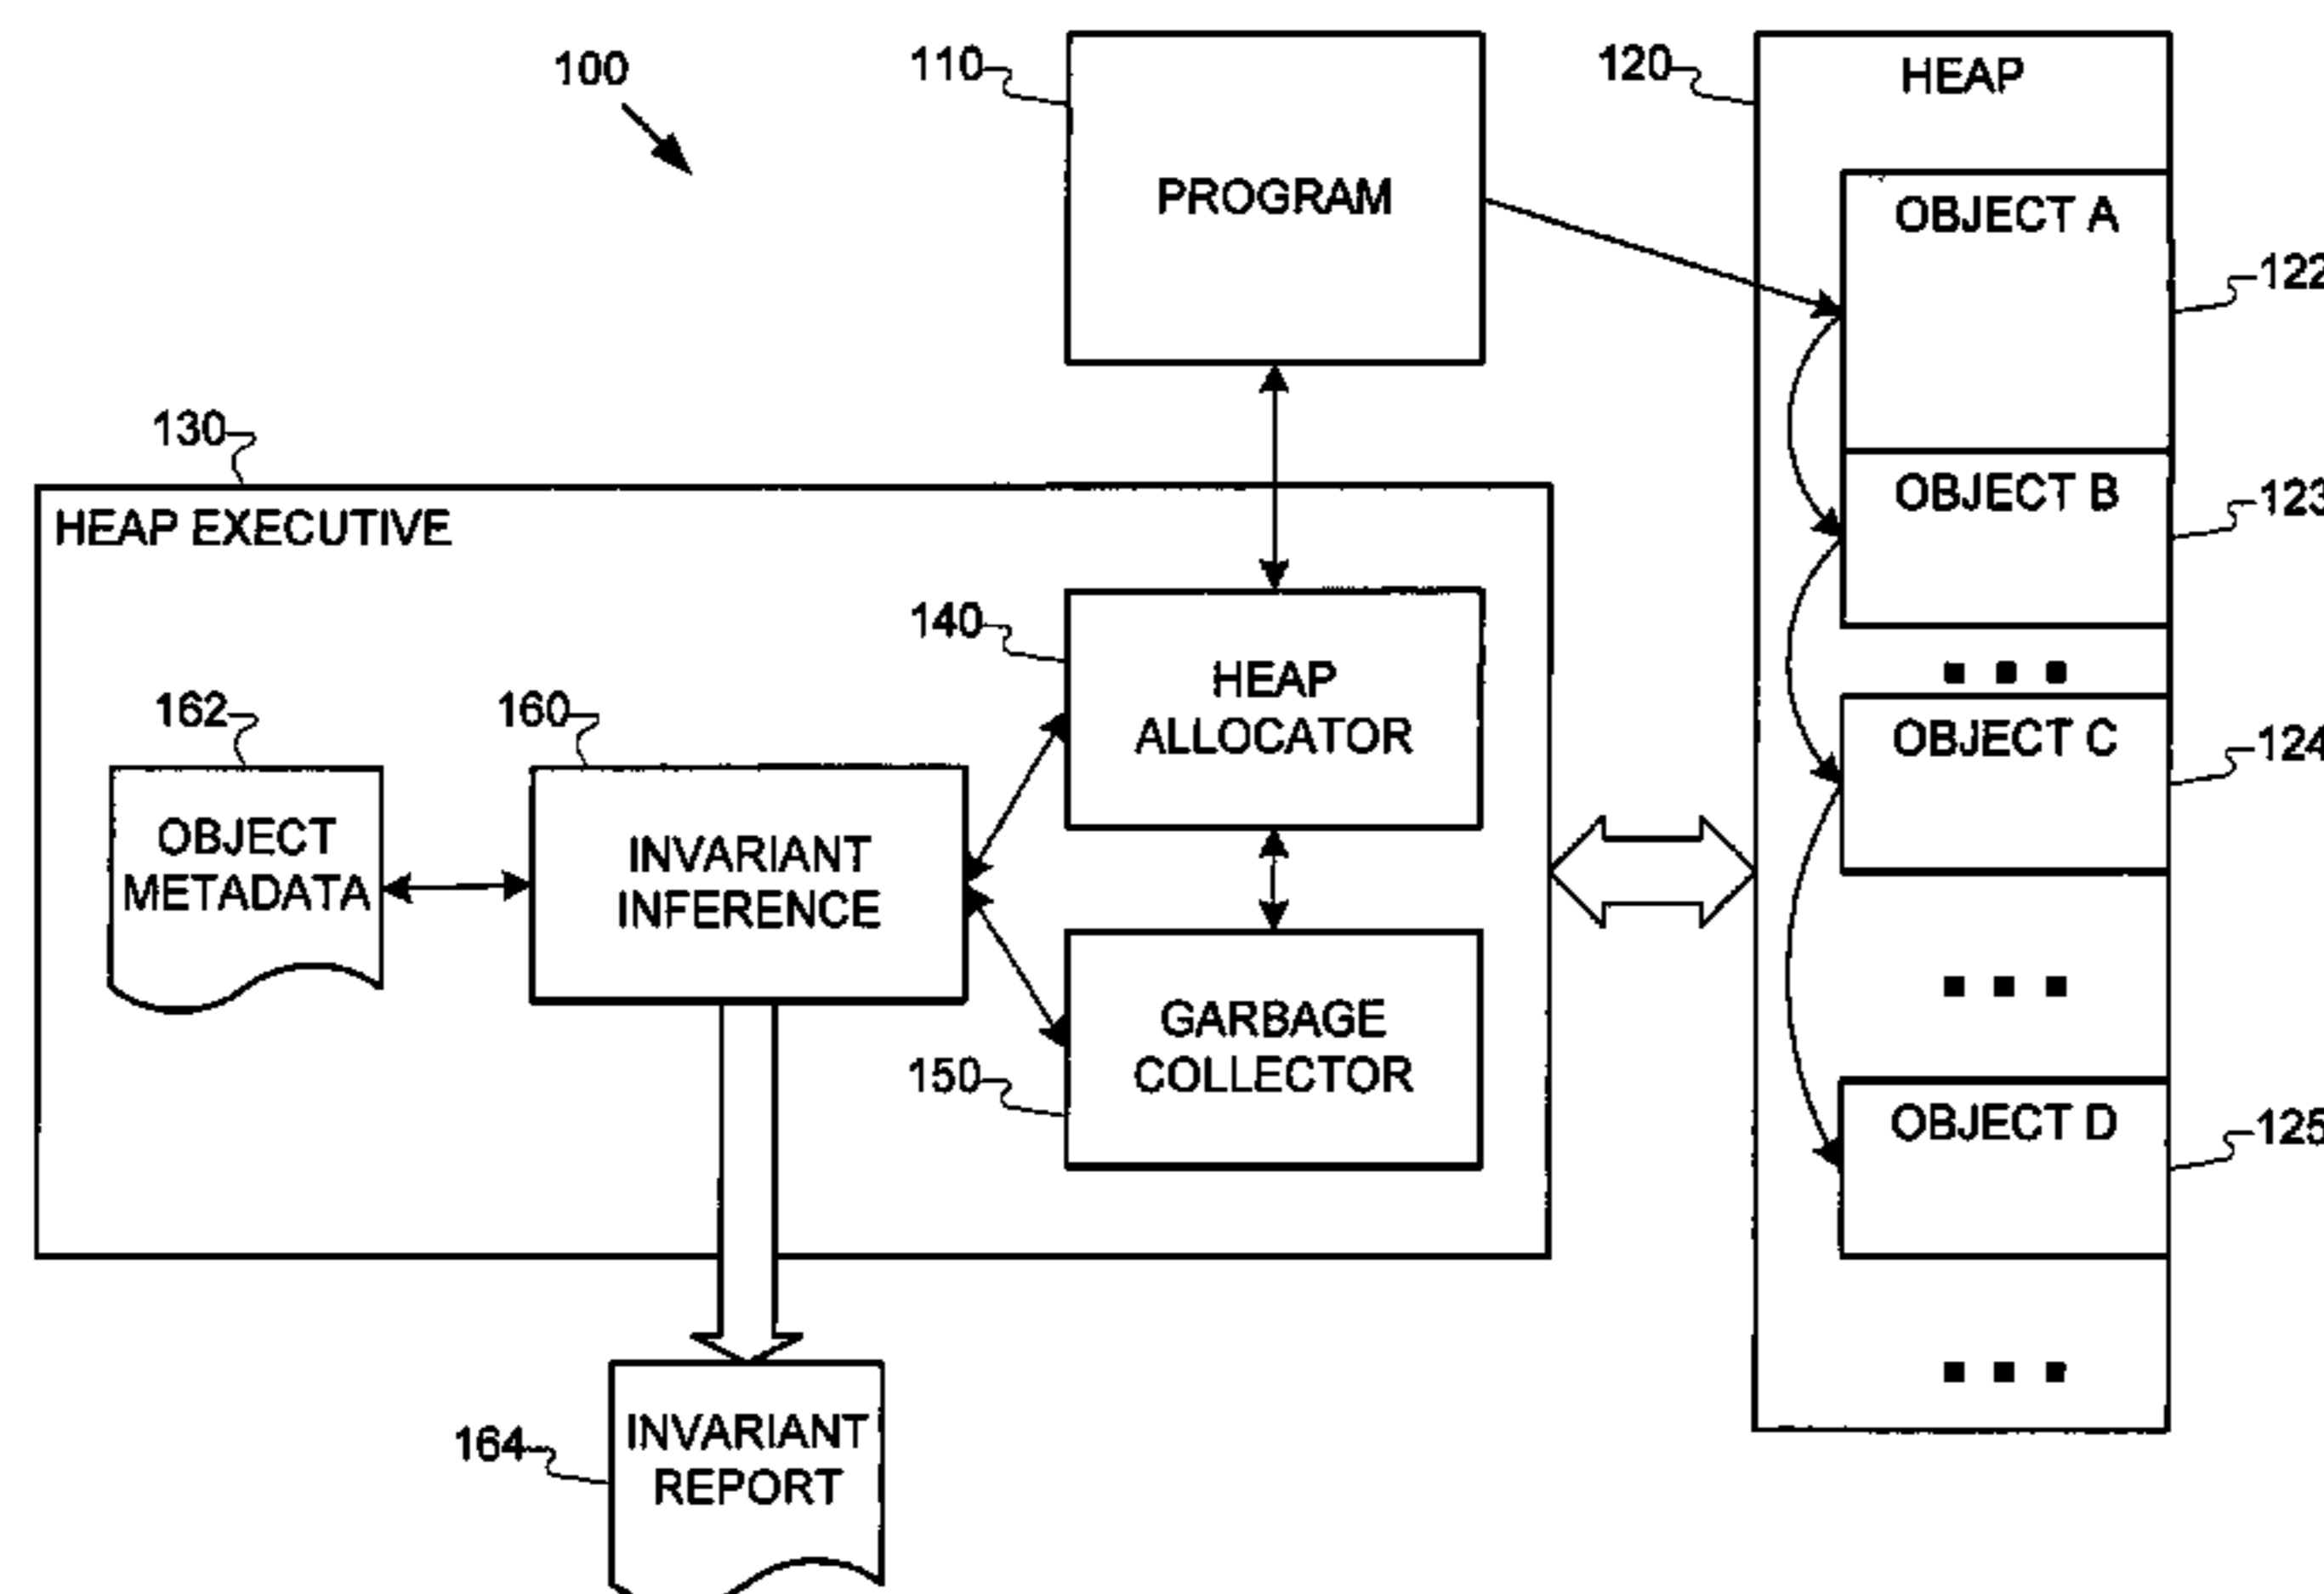 100
110
120
HEAP
PROGRAM
OBJECT A
122
130
HEAP EXECUTIVE
OBJECT B
123
140
HEAP
ALLOCATOR
162
160
OBJECT C
124
OBJECT
METADATA
INVARIANT
INFERENCE
GARBAGE
COLLECTOR
150
OBJECT D
125
164
INVARIANT
REPORT